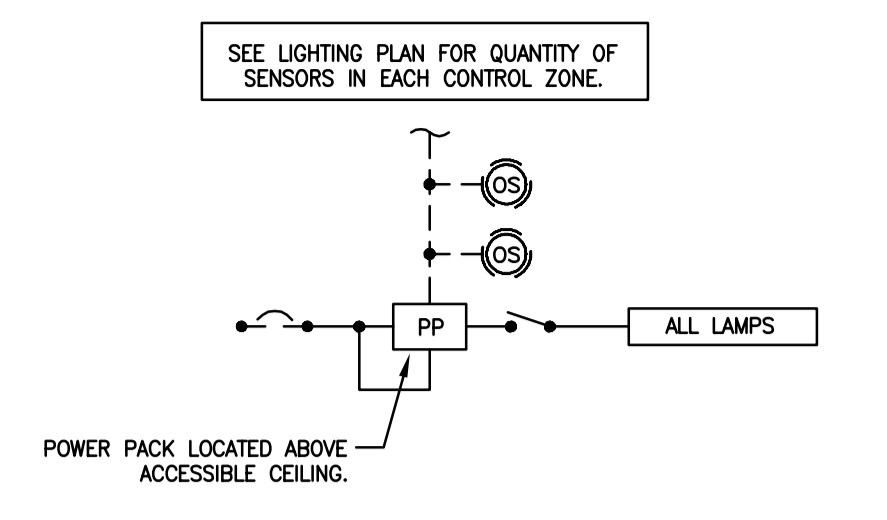 SEE LIGHTING PLAN FOR QUANTITY OF
SENSORS IN EACH CONTROL ZONE.
OS
OS
PP
ALL LAMPS
POWER PACK LOCATED ABOVE
ACCESSIBLE CEILING.